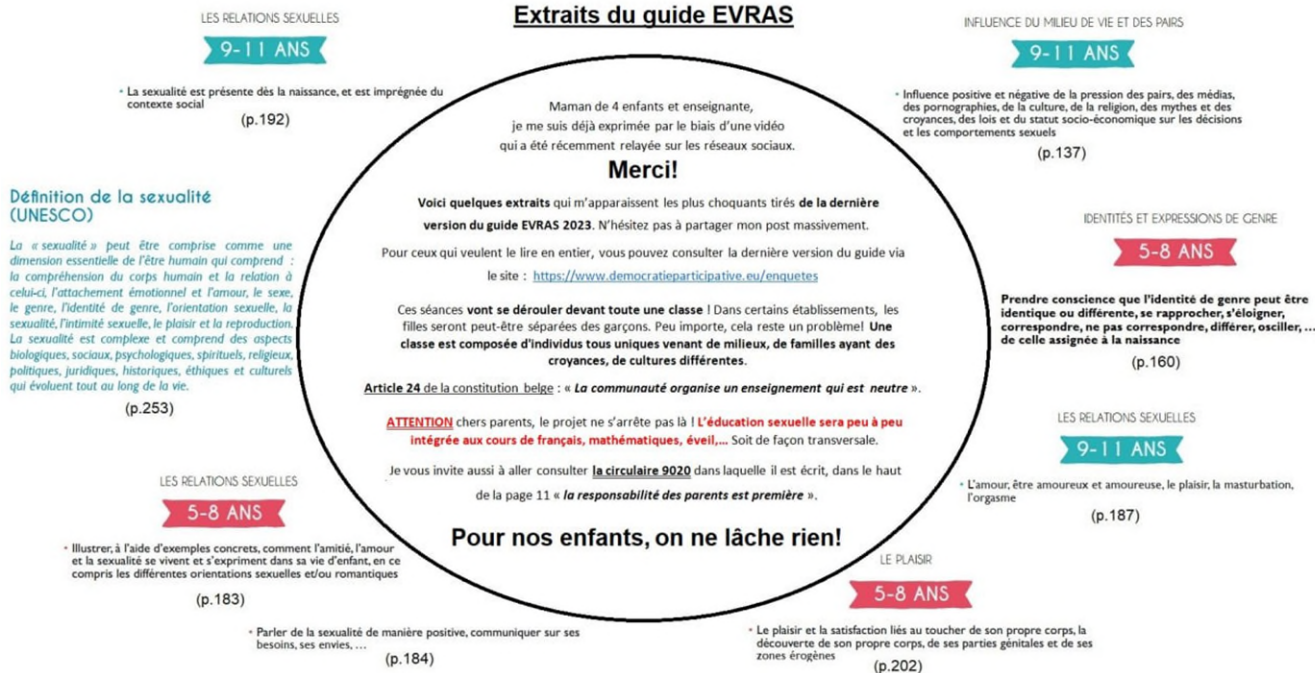 Extraits du guide EVRAS
LES RELATIONS SEXUELLES
9-11 ANS
• La sexualité est présente dès la naissance, et est imprégnée du
contexte social
(p.192)
INFLUENCE DU MILIEU DE VIE ET DES PAIRS
9-11 ANS
• Influence positive et négative de la pression des pairs, des médias,
des pornographies, de la culture, de la religion, des mythes et des
croyances, des lois et du statut socio-économique sur les décisions
et les comportements sexuels
(p.137)
Définition de la sexualité
(UNESCO)
La « sexualité » peut être comprise comme une
dimension essentielle de l'être humain qui comprend :
la compréhension du corps humain et la relation à
celui-ci, l'attachement émotionnel et l'amour, le sexe,
le genre, l'identité de genre, l'orientation sexuelle, la
sexualité, l'intimité sexuelle, le plaisir et la reproduction.
La sexualité est complexe et comprend des aspects
biologiques, sociaux, psychologiques, spirituels, religieux,
politiques, juridiques, historiques, éthiques et culturels
qui évoluent tout au long de la vie.
(p.253)
Maman de 4 enfants et enseignante,
je me suis déjà exprimée par le biais d'une vidéo
qui a été récemment relayée sur les réseaux sociaux.
Merci!
Voici quelques extraits qui m'apparaissent les plus choquants tirés de la dernière
version du guide EVRAS 2023. N'hésitez pas à partager mon post massivement.
Pour ceux qui veulent le lire en entier, vous pouvez consulter la dernière version du guide via
le site : https://www.democratieparticipative.eu/enquetes
Ces séances vont se dérouler devant toute une classe ! Dans certains établissements, les
filles seront peut-être séparées des garçons. Peu importe, cela reste un problème! Une
classe est composée d'individus tous uniques venant de milieux, de familles ayant des
croyances, de cultures différentes.
Article 24 de la constitution belge : « La communauté organise un enseignement qui est neutre ».
ATTENTION chers parents, le projet ne s'arrête pas là ! L'éducation sexuelle sera peu à peu
intégrée aux cours de français, mathématiques, éveil,... Soit de façon transversale.
Je vous invite aussi à aller consulter la circulaire 9020 dans laquelle il est écrit, dans le haut
de la page 11 « la responsabilité des parents est première ».
Pour nos enfants, on ne lâche rien!
IDENTITÉS ET EXPRESSIONS DE GENRE
5-8 ANS
Prendre conscience que l'identité de genre peut être
identique ou différente, se rapprocher, s'éloigner,
correspondre, ne pas correspondre, différer, osciller, ...
de celle assignée à la naissance
(p.160)
LES RELATIONS SEXUELLES
9-11 ANS
• L'amour, être amoureux et amoureuse, le plaisir, la masturbation,
l'orgasme
(p.187)
LES RELATIONS SEXUELLES
5-8 ANS
• Illustrer, à l'aide d'exemples concrets, comment l'amitié, l'amour
et la sexualité se vivent et s'expriment dans sa vie d'enfant, en ce
compris les différentes orientations sexuelles et/ou romantiques
(p.183)
• Parler de la sexualité de manière positive, communiquer sur ses
besoins, ses envies, ...
(p.184)
LE PLAISIR
5-8 ANS
• Le plaisir et la satisfaction liés au toucher de son propre corps, la
découverte de son propre corps, de ses parties génitales et de ses
zones érogènes
(p.202)